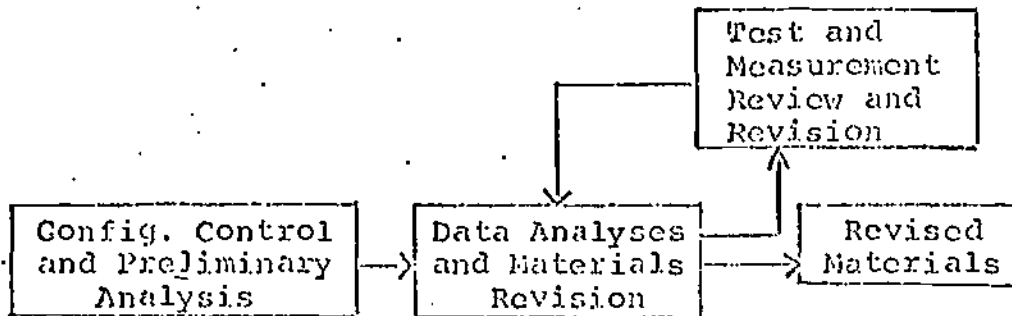 Test and
Measurement
Review and
Revision
Config. Control
and Preliminary
Analysis
Data Analyses
and Materials
Revision
Revised
Materials